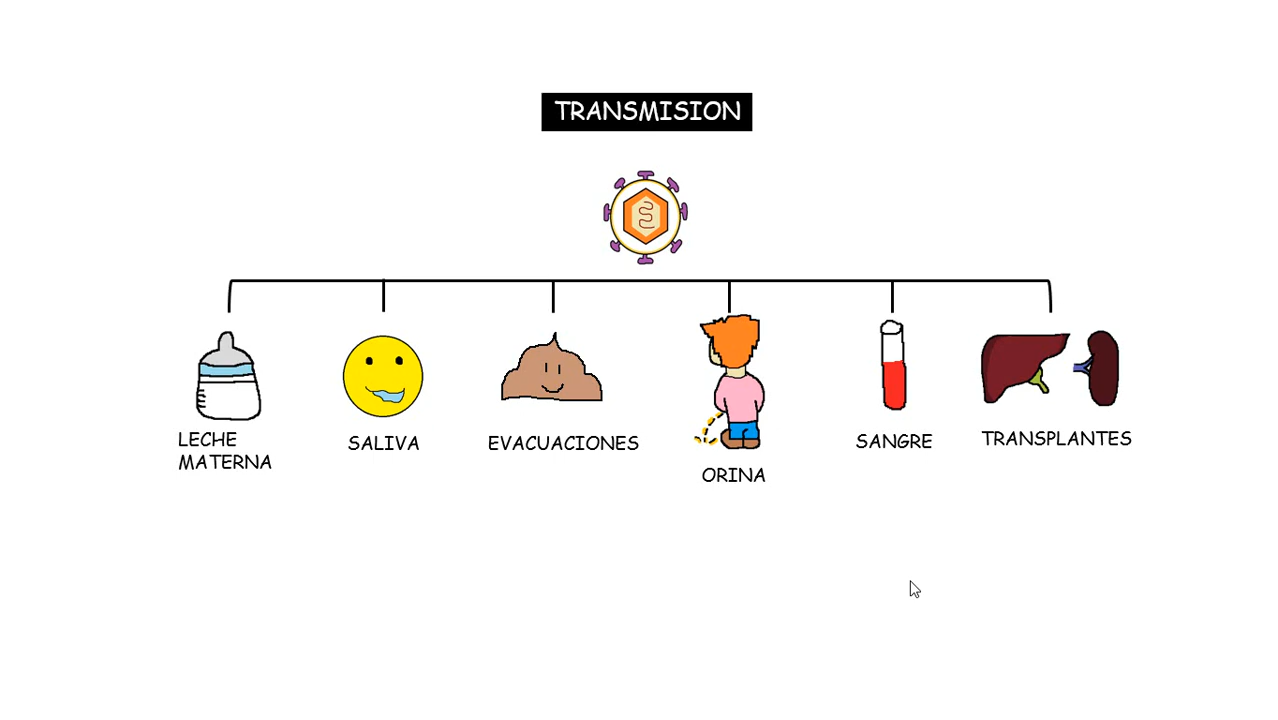 TRANSMISION
LECHE
MATERNA
SALIVA
EVACUACIONES
ORINA
SANGRE
TRANSPLANTES